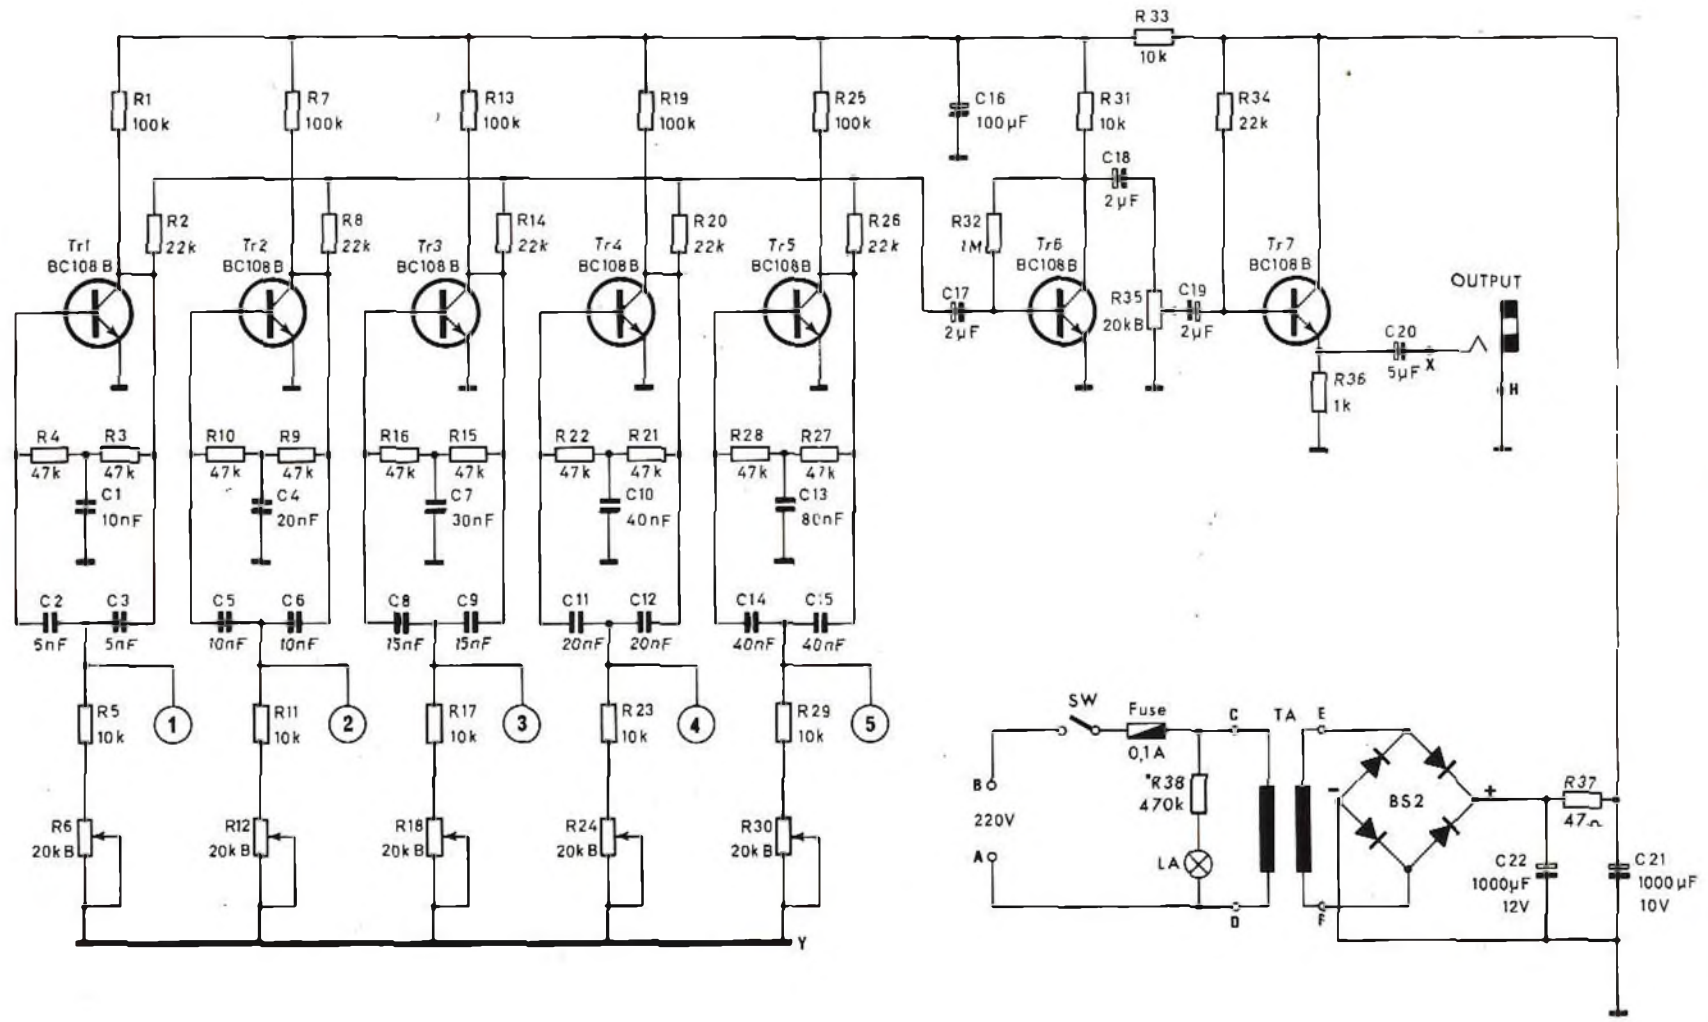 R33
10k
R1
100k
R7
100k
R13
100k
R19
100k
R25
100k
C16
100µF
R31
10k
R34
22k
C18
2µF
R2
22k
R8
22k
R14
22k
R20
22k
R26
22k
R32
1M
Tr1
BC108B
Tr2
BC108B
Tr3
BC108B
Tr4
BC108B
Tr5
BC108B
Tr6
BC108B
Tr7
BC108B
OUTPUT
C17
2µF
R35
20kB
C19
2µF
C20
5µF
X
H
R36
1k
R4
47k
R3
47k
R10
47k
R9
47k
R16
47k
R15
47k
R22
47k
R21
47k
R28
47k
R27
47k
C1
10nF
C4
20nF
C7
30nF
C10
40nF
C13
80nF
C2
5nF
C3
5nF
C5
10nF
C6
10nF
C8
15nF
C9
15nF
C11
20nF
C12
20nF
C14
40nF
C15
40nF
R5
10k
1
R11
10k
2
R17
10k
3
R23
10k
4
R29
10k
5
R6
20kB
R12
20kB
R18
20kB
R24
20kB
R30
20kB
Y
SW
Fuse
0,1A
C
TA
E
*R38
470k
B
220V
A
LA
D
F
-
BS2
+
R37
47Ω
C22
1000µF
12V
C21
1000µF
10V